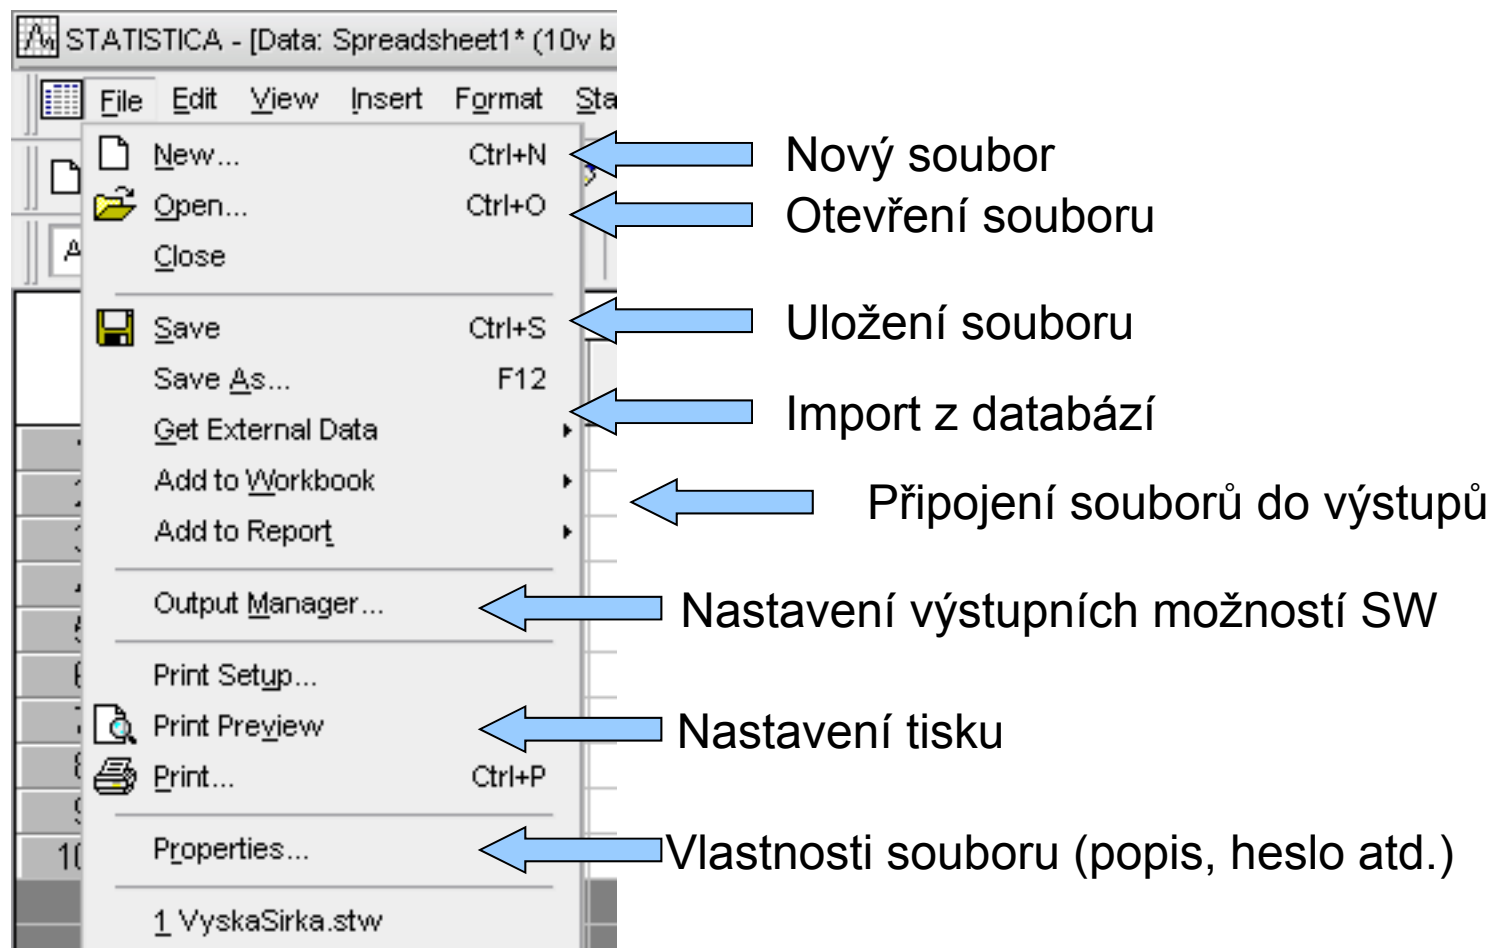 STATISTICA - [Data: Spreadsheet1* (10v b
File Edit View Insert Format Sta
New... Ctrl+N Nový soubor
Open... Ctrl+O Otevření souboru
Close
Save Ctrl+S Uložení souboru
Save As... F12
Get External Data Import z databází
Add to Workbook Připojení souborů do výstupů
Add to Report
Output Manager... Nastavení výstupních možností SW
Print Setup...
Print Preview Nastavení tisku
Print... Ctrl+P
Properties... Vlastnosti souboru (popis, heslo atd.)
1 VyskaSirka.stw